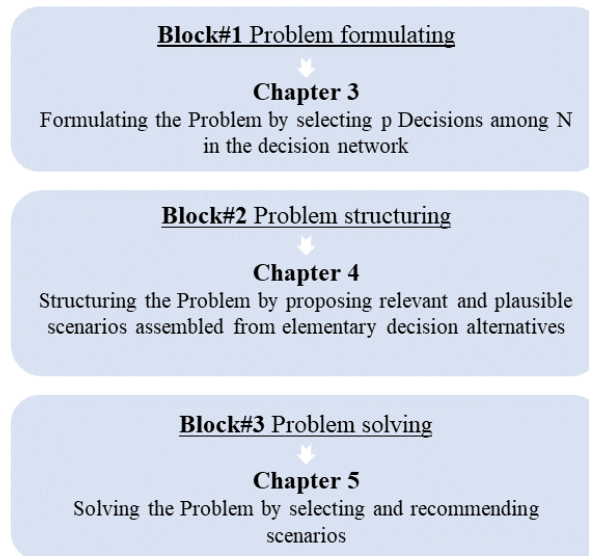 Block#1 Problem formulating
Chapter 3
Formulating the Problem by selecting p Decisions among N
in the decision network
Block#2 Problem structuring
Chapter 4
Structuring the Problem by proposing relevant and plausible
scenarios assembled from elementary decision alternatives
Block#3 Problem solving
Chapter 5
Solving the Problem by selecting and recommending
scenarios